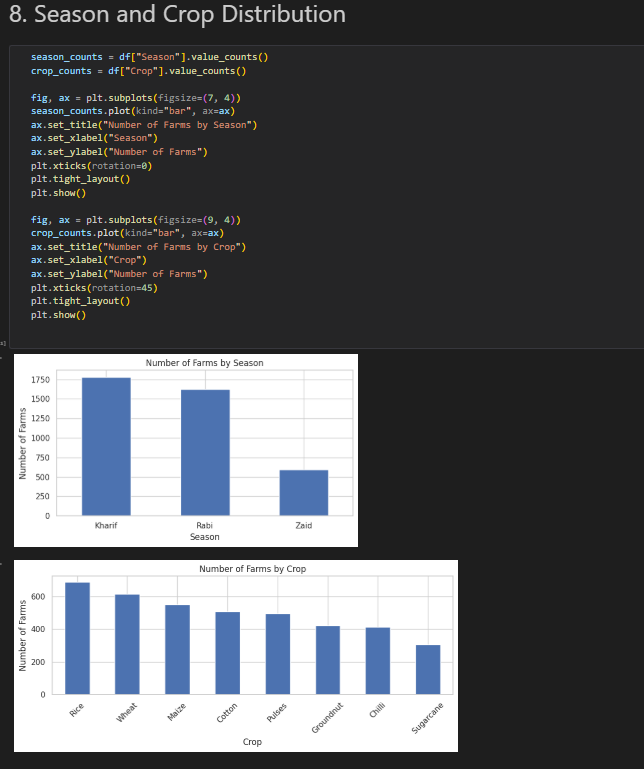 8. Season and Crop Distribution
season_counts = df["Season"].value_counts()
crop_counts = df["Crop"].value_counts()
fig, ax = plt.subplots(figsize=(7, 4))
season_counts.plot(kind="bar", ax=ax)
ax.set_title("Number of Farms by Season")
ax.set_xlabel("Season")
ax.set_ylabel("Number of Farms")
plt.xticks(rotation=0)
plt.tight_layout()
plt.show()
fig, ax = plt.subplots(figsize=(9, 4))
crop_counts.plot(kind="bar", ax=ax)
ax.set_title("Number of Farms by Crop")
ax.set_xlabel("Crop")
ax.set_ylabel("Number of Farms")
plt.xticks(rotation=45)
plt.tight_layout()
plt.show()
Number of Farms by Season
Number of Farms
1750
1500
1250
1000
750
500
250
0
Kharif Rabi Zaid
Season
Number of Farms by Crop
Number of Farms
600
400
200
0
Rice Wheat Maize Cotton Pulses Groundnut Chilli Sugarcane
Crop